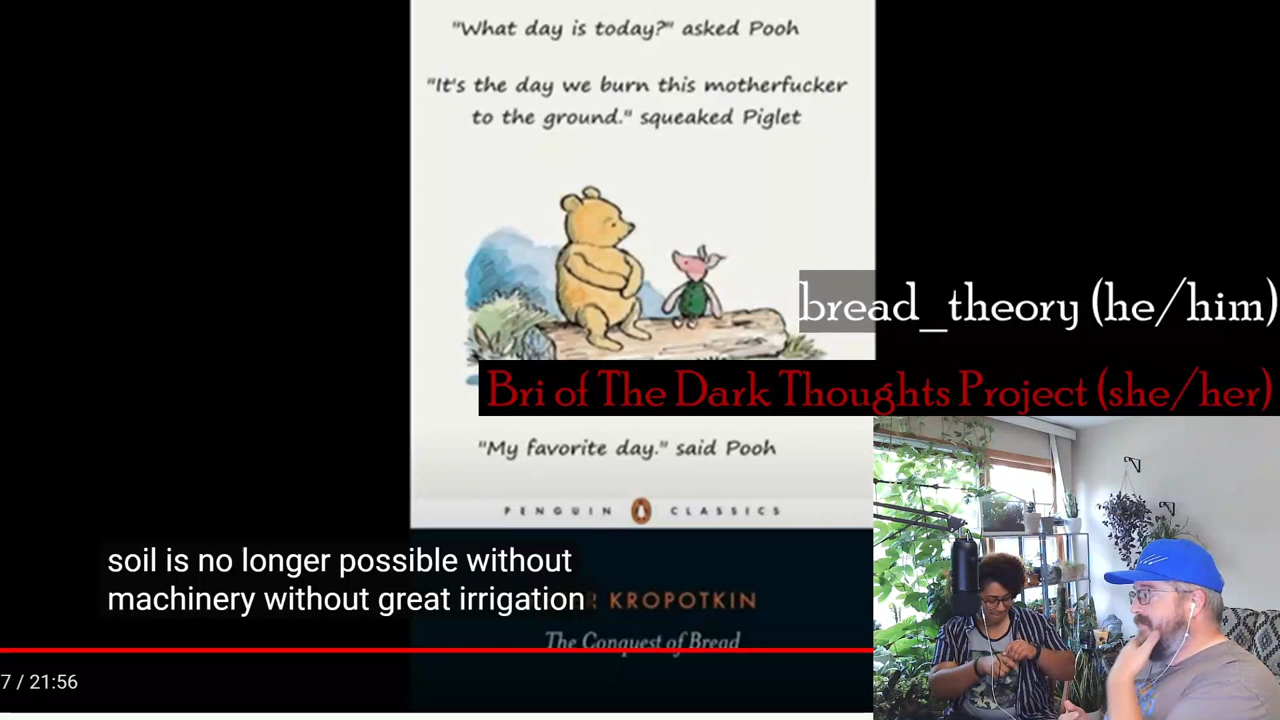 "What day is today?" asked Pooh
"It's the day we burn this motherfucker
to the ground." squeaked Piglet
bread_theory (he/him)
Bri of The Dark Thoughts Project (she/her)
"My favorite day." said Pooh
PENGUIN CLASSICS
soil is no longer possible without
machinery without great irrigation
KROPOTKIN
The Conquest of Bread
7 / 21:56